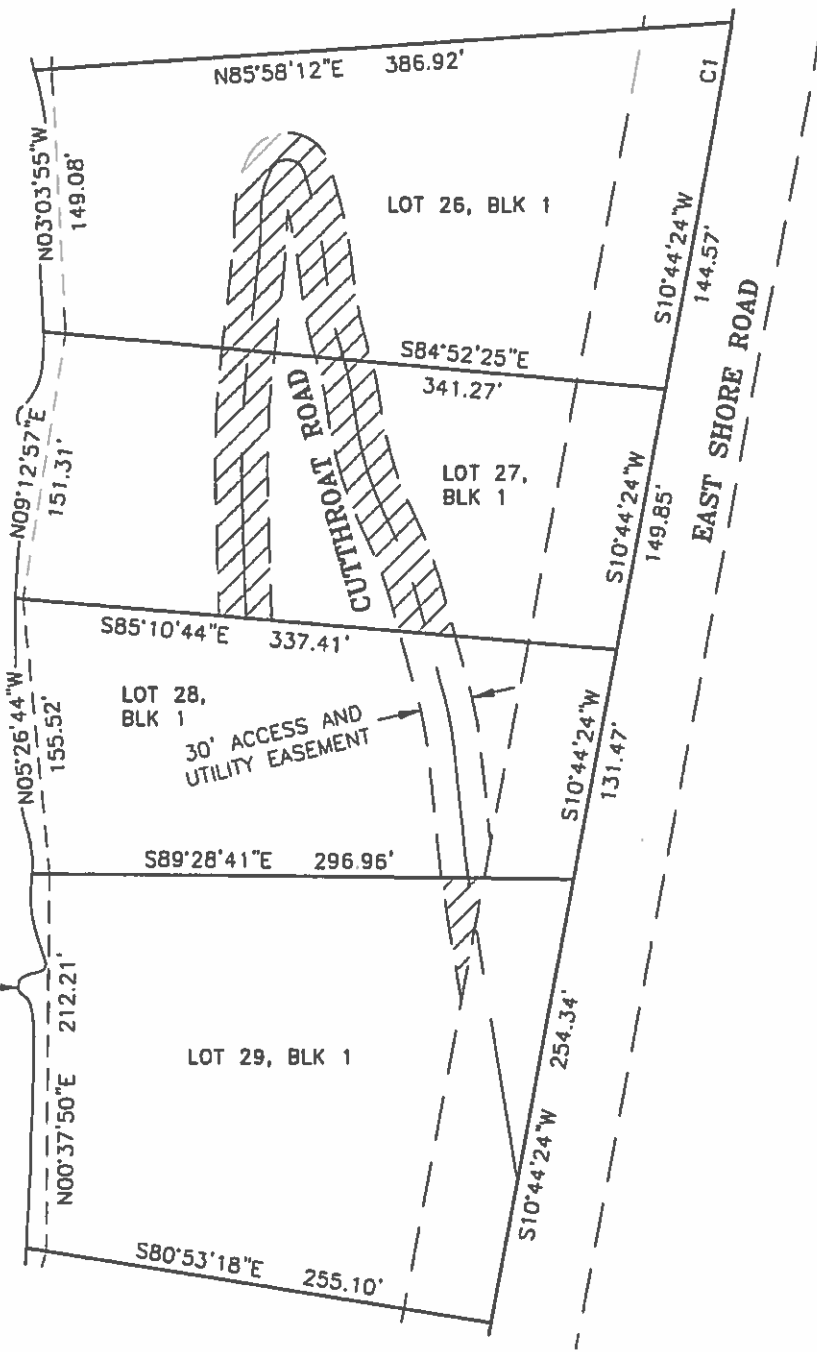 N85°58'12"E 386.92'
C1
N03°03'55"W
149.08'
LOT 26, BLK 1
S10°44'24"W
144.57'
S84°52'25"E
341.27'
CUTTHROAT ROAD
EAST SHORE ROAD
N09°12'57"E
151.31'
LOT 27,
BLK 1
S10°44'24"W
149.85'
S85°10'44"E 337.41'
N05°26'44"W
155.52'
LOT 28,
BLK 1
30' ACCESS AND
UTILITY EASEMENT
S10°44'24"W
131.47'
S89°28'41"E 296.96'
N00°37'50"E 212.21'
LOT 29, BLK 1
S10°44'24"W 254.34'
S80°53'18"E 255.10'